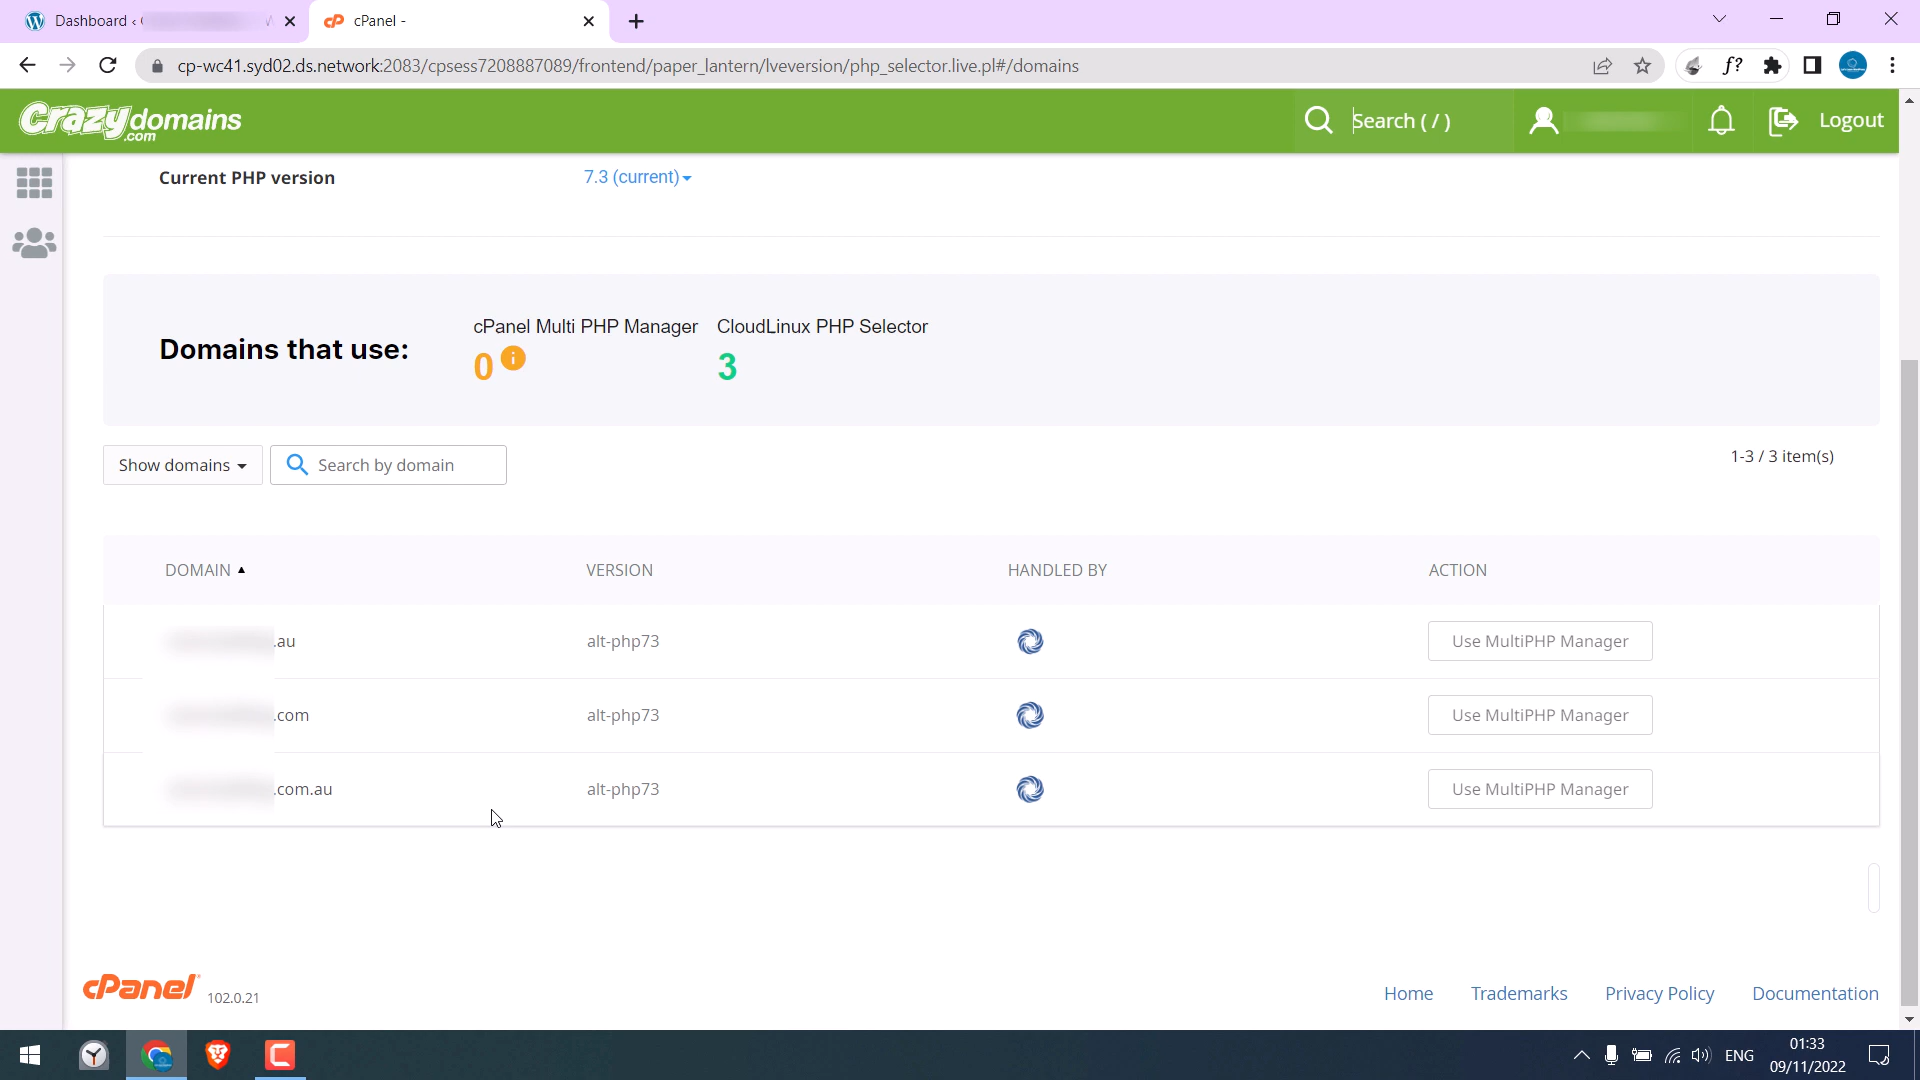 Dashboard ‹
cPanel -
cp-wc41.syd02.ds.network:2083/cpsess7208887089/frontend/paper_lantern/lveversion/php_selector.live.pl#/domains
f?
Crazydomains.com
Search ( / )
Logout
Current PHP version
7.3 (current)
Domains that use:
cPanel Multi PHP Manager
0
CloudLinux PHP Selector
3
Show domains
Search by domain
1-3 / 3 item(s)
DOMAIN VERSION HANDLED BY ACTION
.au alt-php73 Use MultiPHP Manager
.com alt-php73 Use MultiPHP Manager
.com.au alt-php73 Use MultiPHP Manager
cPanel 102.0.21
Home Trademarks Privacy Policy Documentation
ENG
01:33
09/11/2022